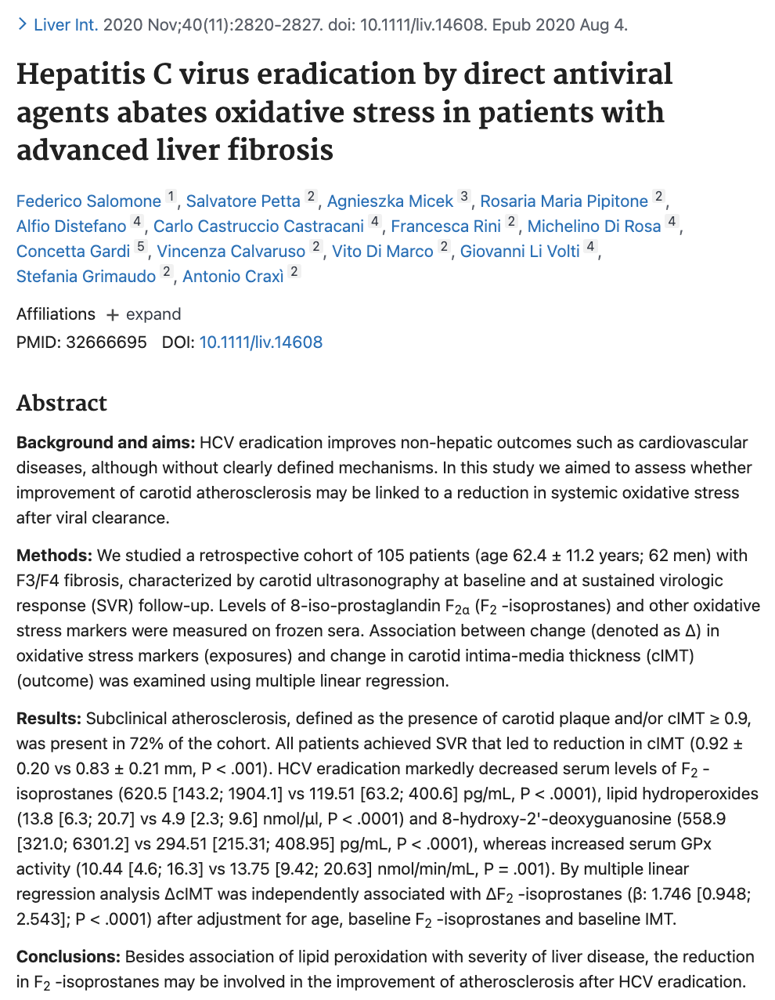 > Liver Int. 2020 Nov;40(11):2820-2827. doi: 10.1111/liv.14608. Epub 2020 Aug 4.
Hepatitis C virus eradication by direct antiviral
agents abates oxidative stress in patients with
advanced liver fibrosis
Federico Salomone 1, Salvatore Petta 2, Agnieszka Micek 3, Rosaria Maria Pipitone 2,
Alfio Distefano 4, Carlo Castruccio Castracani 4, Francesca Rini 2, Michelino Di Rosa 4,
Concetta Gardi 5, Vincenza Calvaruso 2, Vito Di Marco 2, Giovanni Li Volti 4,
Stefania Grimaudo 2, Antonio Craxì 2
Affiliations + expand
PMID: 32666695 DOI: 10.1111/liv.14608
Abstract
Background and aims: HCV eradication improves non-hepatic outcomes such as cardiovascular
diseases, although without clearly defined mechanisms. In this study we aimed to assess whether
improvement of carotid atherosclerosis may be linked to a reduction in systemic oxidative stress
after viral clearance.
Methods: We studied a retrospective cohort of 105 patients (age 62.4 ± 11.2 years; 62 men) with
F3/F4 fibrosis, characterized by carotid ultrasonography at baseline and at sustained virologic
response (SVR) follow-up. Levels of 8-iso-prostaglandin F2α (F2 -isoprostanes) and other oxidative
stress markers were measured on frozen sera. Association between change (denoted as Δ) in
oxidative stress markers (exposures) and change in carotid intima-media thickness (cIMT)
(outcome) was examined using multiple linear regression.
Results: Subclinical atherosclerosis, defined as the presence of carotid plaque and/or cIMT ≥ 0.9,
was present in 72% of the cohort. All patients achieved SVR that led to reduction in cIMT (0.92 ±
0.20 vs 0.83 ± 0.21 mm, P < .001). HCV eradication markedly decreased serum levels of F2 -
isoprostanes (620.5 [143.2; 1904.1] vs 119.51 [63.2; 400.6] pg/mL, P < .0001), lipid hydroperoxides
(13.8 [6.3; 20.7] vs 4.9 [2.3; 9.6] nmol/μl, P < .0001) and 8-hydroxy-2'-deoxyguanosine (558.9
[321.0; 6301.2] vs 294.51 [215.31; 408.95] pg/mL, P < .0001), whereas increased serum GPx
activity (10.44 [4.6; 16.3] vs 13.75 [9.42; 20.63] nmol/min/mL, P = .001). By multiple linear
regression analysis ΔcIMT was independently associated with ΔF2 -isoprostanes (β: 1.746 [0.948;
2.543]; P < .0001) after adjustment for age, baseline F2 -isoprostanes and baseline IMT.
Conclusions: Besides association of lipid peroxidation with severity of liver disease, the reduction
in F2 -isoprostanes may be involved in the improvement of atherosclerosis after HCV eradication.